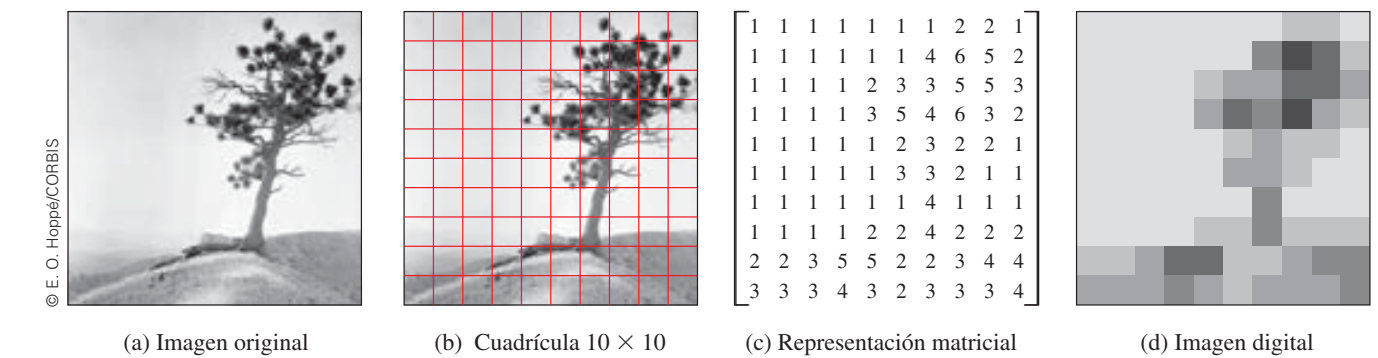 © E. O. Hoppé/CORBIS
1 1 1 1 1 1 1 2 2 1
1 1 1 1 1 1 4 6 5 2
1 1 1 1 2 3 3 5 5 3
1 1 1 1 3 5 4 6 3 2
1 1 1 1 1 2 3 2 2 1
1 1 1 1 1 3 3 2 1 1
1 1 1 1 1 1 4 1 1 1
1 1 1 1 2 2 4 2 2 2
2 2 3 5 5 2 2 3 4 4
3 3 3 4 3 2 3 3 3 4
(a) Imagen original
(b) Cuadrícula 10 × 10
(c) Representación matricial
(d) Imagen digital